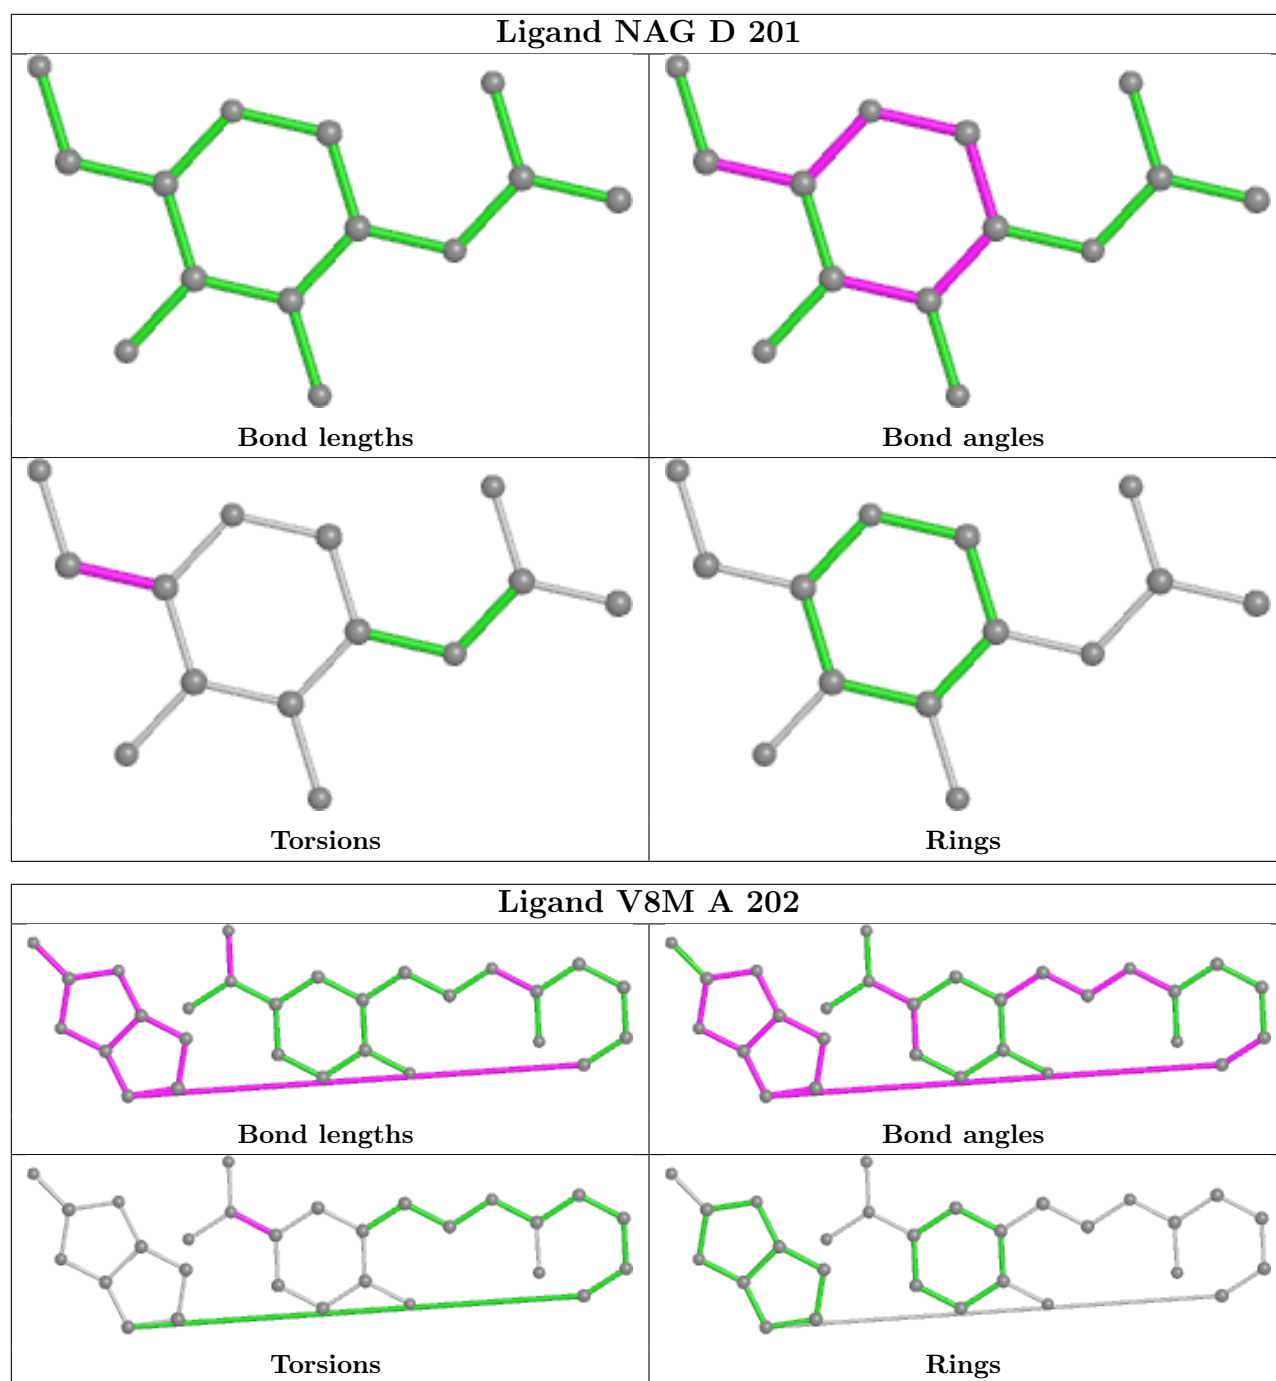 Ligand NAG D 201
Bond lengths
Bond angles
Torsions
Rings
Ligand V8M A 202
Bond lengths
Bond angles
Torsions
Rings